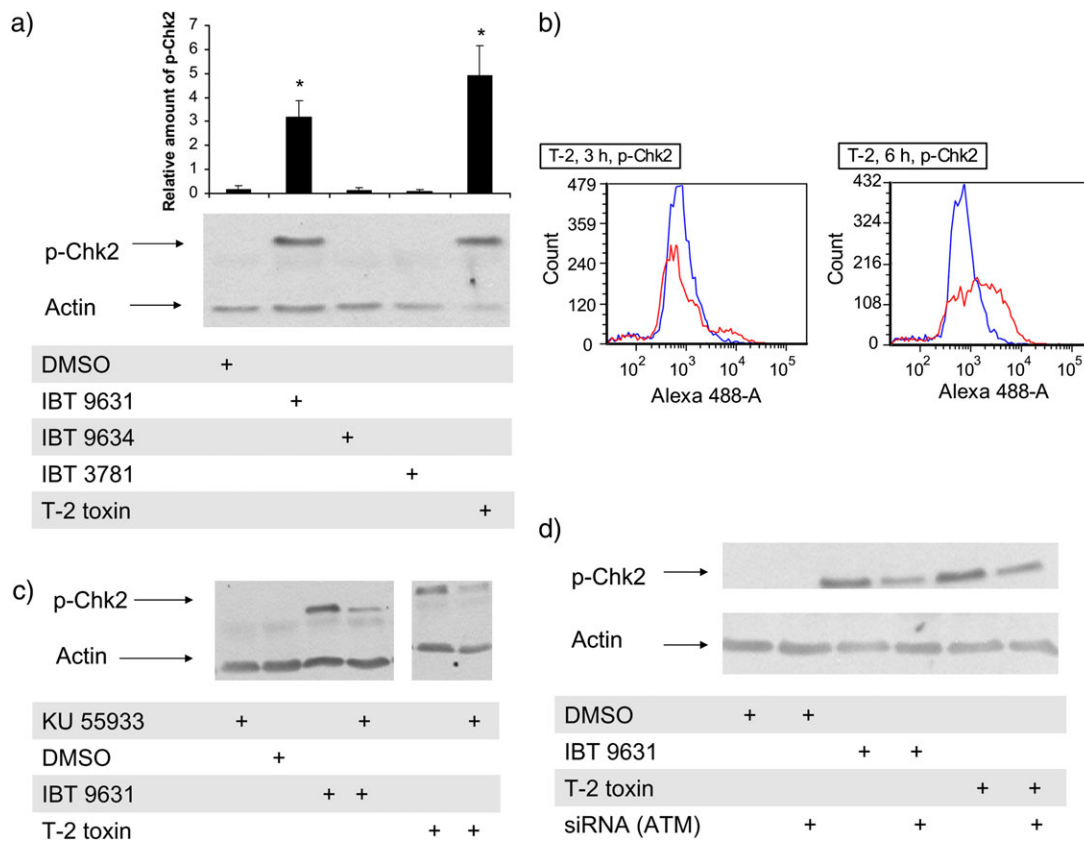 a)
Relative amount of p-Chk2
7
6
5
4
3
2
1
0
*
*
p-Chk2
Actin
DMSO +
IBT 9631 +
IBT 9634 +
IBT 3781 +
T-2 toxin +
b)
T-2, 3 h, p-Chk2
Count
479
359
240
120
0
10² 10³ 10⁴ 10⁵
Alexa 488-A
T-2, 6 h, p-Chk2
Count
432
324
216
108
0
10² 10³ 10⁴ 10⁵
Alexa 488-A
c)
p-Chk2
Actin
KU 55933 + + +
DMSO +
IBT 9631 + +
T-2 toxin + +
d)
p-Chk2
Actin
DMSO + +
IBT 9631 + +
T-2 toxin + +
siRNA (ATM) + + +